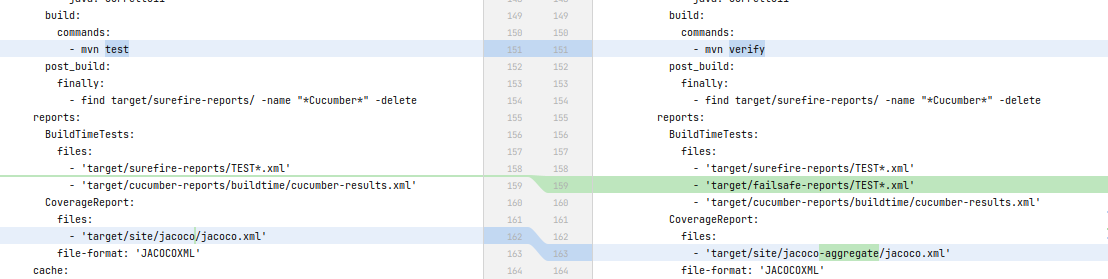 build:
commands:
- mvn test
post_build:
finally:
- find target/surefire-reports/ -name "*Cucumber*" -delete
reports:
BuildTimeTests:
files:
- 'target/surefire-reports/TEST*.xml'
- 'target/cucumber-reports/buildtime/cucumber-results.xml'
CoverageReport:
files:
- 'target/site/jacoco/jacoco.xml'
file-format: 'JACOCOXML'
cache:
149 149
150 150
151 151
152 152
153 153
154 154
155 155
156 156
157 157
158 158
159 159
160 160
161 161
162 162
163 163
164 164
build:
commands:
- mvn verify
post_build:
finally:
- find target/surefire-reports/ -name "*Cucumber*" -delete
reports:
BuildTimeTests:
files:
- 'target/surefire-reports/TEST*.xml'
- 'target/failsafe-reports/TEST*.xml'
- 'target/cucumber-reports/buildtime/cucumber-results.xml'
CoverageReport:
files:
- 'target/site/jacoco-aggregate/jacoco.xml'
file-format: 'JACOCOXML'